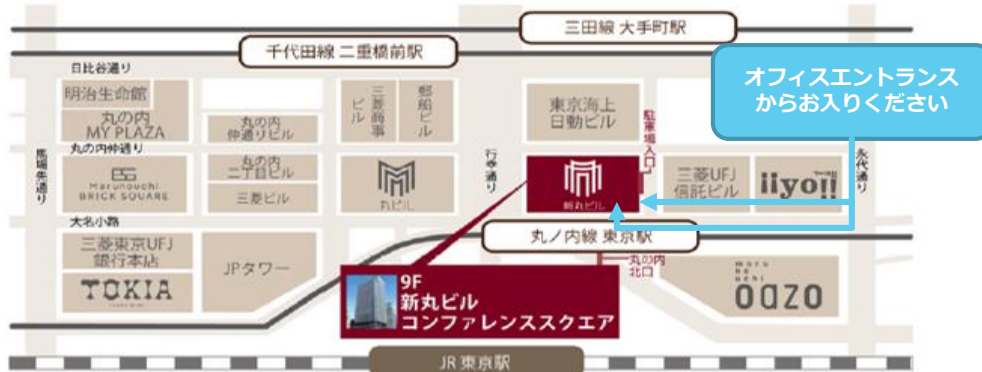 三田線 大手町駅
千代田線 二重橋前駅
オフィスエントランス
からお入りください
日比谷通り
明治生命館
丸の内
MY PLAZA
丸の内
仲通りビル
三菱商事
ビル
郵船ビル
東京海上
日動ビル
駐車場入口
丸の内仲通り
馬場先通り
Marunouchi
BRICK SQUARE
丸の内
二丁目ビル
三菱ビル
丸ビル
行幸通り
新丸ビル
三菱UFJ
信託ビル
iiyo!!
永代通り
大名小路
三菱東京UFJ
銀行本店
TOKIA
JPタワー
丸ノ内線 東京駅
丸の内
北口
9F
新丸ビル
コンファレンススクエア
maru
no
uchi
OAZO
JR 東京駅